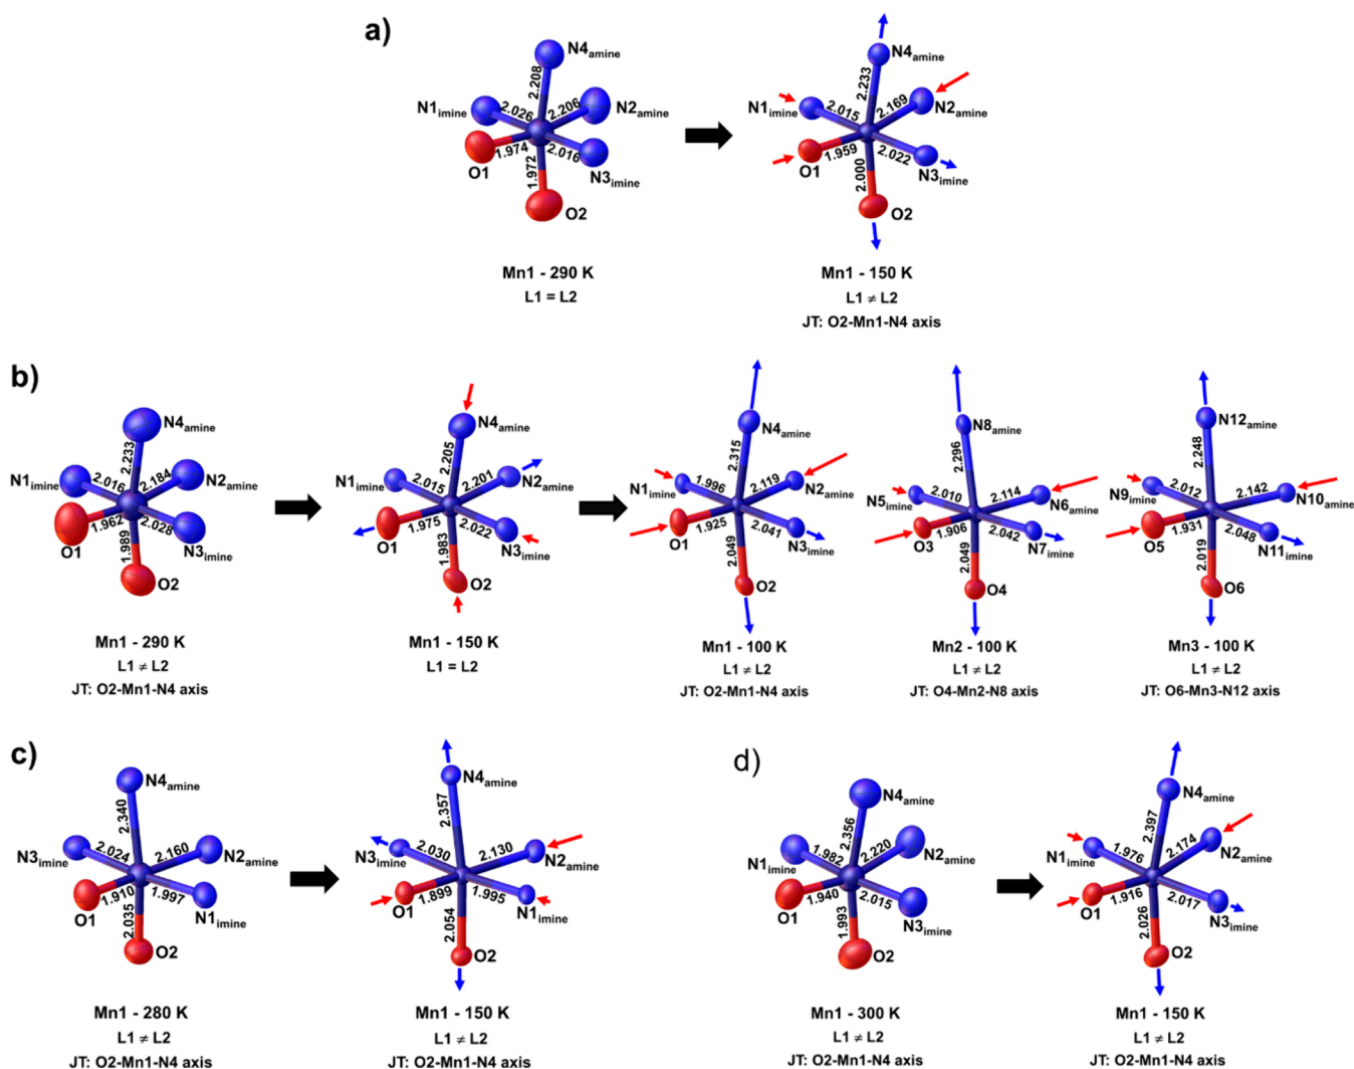 a)
N4amine
2.208
N1imine
2.026
2.206
N2amine
1.974
2.016
O1
1.972
N3imine
O2
Mn1 - 290 K
L1 = L2
N4amine
2.233
N1imine
2.015
2.169
N2amine
1.959
2.022
O1
2.000
N3imine
O2
Mn1 - 150 K
L1 ≠ L2
JT: O2-Mn1-N4 axis
b)
N4amine
2.233
N1imine
2.016
2.184
N2amine
1.962
2.028
O1
1.989
N3imine
O2
Mn1 - 290 K
L1 ≠ L2
JT: O2-Mn1-N4 axis
N4amine
2.205
N1imine
2.015
2.201
N2amine
1.975
2.022
O1
1.983
N3imine
O2
Mn1 - 150 K
L1 = L2
N4amine
2.315
N1imine
1.996
2.119
N2amine
1.925
2.041
O1
2.049
N3imine
O2
Mn1 - 100 K
L1 ≠ L2
JT: O2-Mn1-N4 axis
N8amine
2.296
N5imine
2.010
2.114
N6amine
1.906
2.042
O3
2.049
N7imine
O4
Mn2 - 100 K
L1 ≠ L2
JT: O4-Mn2-N8 axis
N12amine
2.248
N9imine
2.012
2.142
N10amine
1.931
2.048
O5
2.019
N11imine
O6
Mn3 - 100 K
L1 ≠ L2
JT: O6-Mn3-N12 axis
c)
N4amine
2.340
N3imine
2.024
2.160
N2amine
1.910
1.997
O1
2.035
N1imine
O2
Mn1 - 280 K
L1 ≠ L2
JT: O2-Mn1-N4 axis
N4amine
2.357
N3imine
2.030
2.130
N2amine
1.899
1.995
O1
2.054
N1imine
O2
Mn1 - 150 K
L1 ≠ L2
JT: O2-Mn1-N4 axis
d)
N4amine
2.356
N1imine
1.982
2.220
N2amine
1.940
2.015
O1
1.993
N3imine
O2
Mn1 - 300 K
L1 ≠ L2
JT: O2-Mn1-N4 axis
N4amine
2.397
N1imine
1.976
2.174
N2amine
1.916
2.017
O1
2.026
N3imine
O2
Mn1 - 150 K
L1 ≠ L2
JT: O2-Mn1-N4 axis